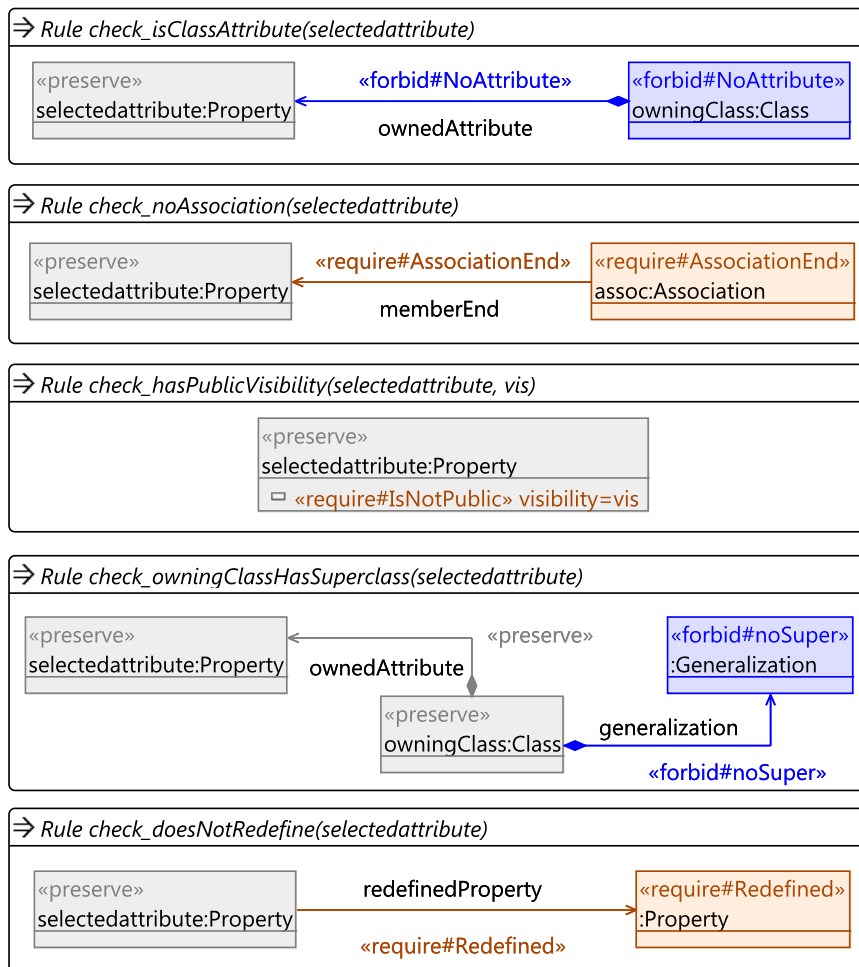 Rule check_isClassAttribute(selectedattribute)
«preserve»
selectedattribute:Property
«forbid#NoAttribute»
ownedAttribute
«forbid#NoAttribute»
owningClass:Class
Rule check_noAssociation(selectedattribute)
«preserve»
selectedattribute:Property
«require#AssociationEnd»
memberEnd
«require#AssociationEnd»
assoc:Association
Rule check_hasPublicVisibility(selectedattribute, vis)
«preserve»
selectedattribute:Property
«require#IsNotPublic» visibility=vis
Rule check_owningClassHasSuperclass(selectedattribute)
«preserve»
selectedattribute:Property
«preserve»
ownedAttribute
«preserve»
owningClass:Class
«forbid#noSuper»
:Generalization
generalization
«forbid#noSuper»
Rule check_doesNotRedefine(selectedattribute)
«preserve»
selectedattribute:Property
redefinedProperty
«require#Redefined»
«require#Redefined»
:Property